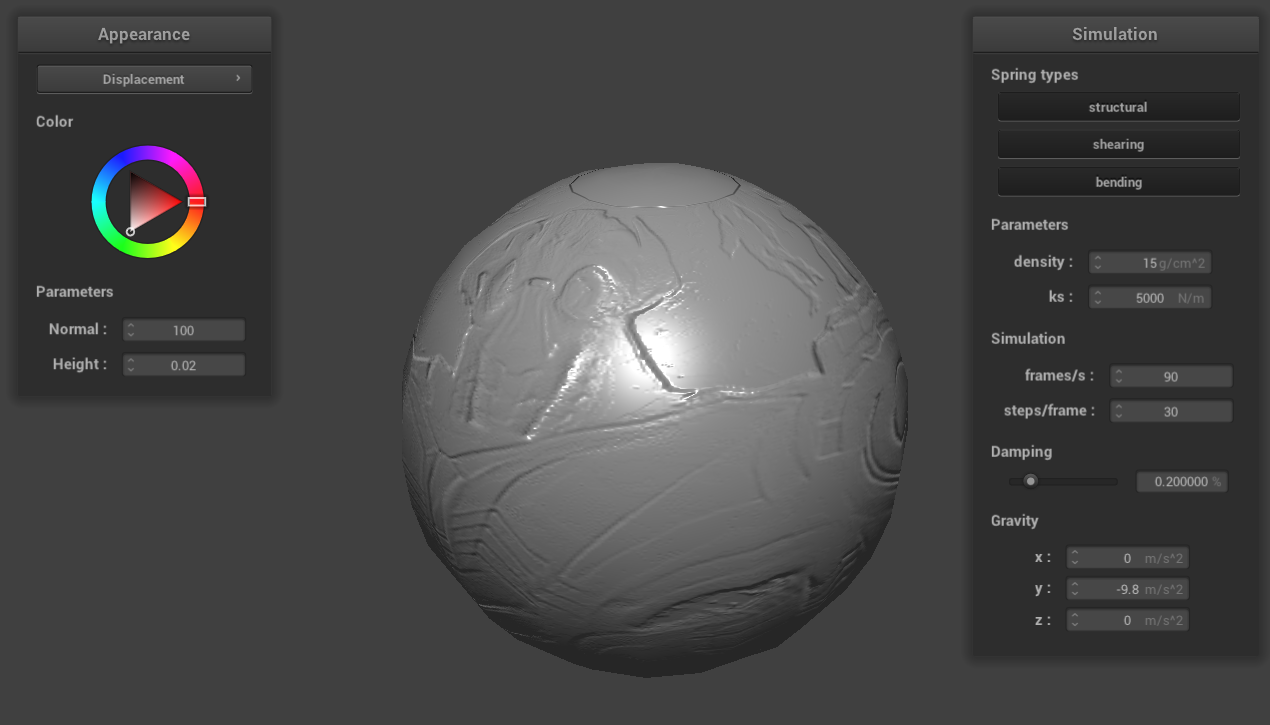 Appearance
Displacement ›
Color
Parameters
Normal : 100
Height : 0.02
Simulation
Spring types
structural
shearing
bending
Parameters
density : 15 g/cm^2
ks : 5000 N/m
Simulation
frames/s : 90
steps/frame : 30
Damping
0.200000 %
Gravity
x : 0 m/s^2
y : -9.8 m/s^2
z : 0 m/s^2